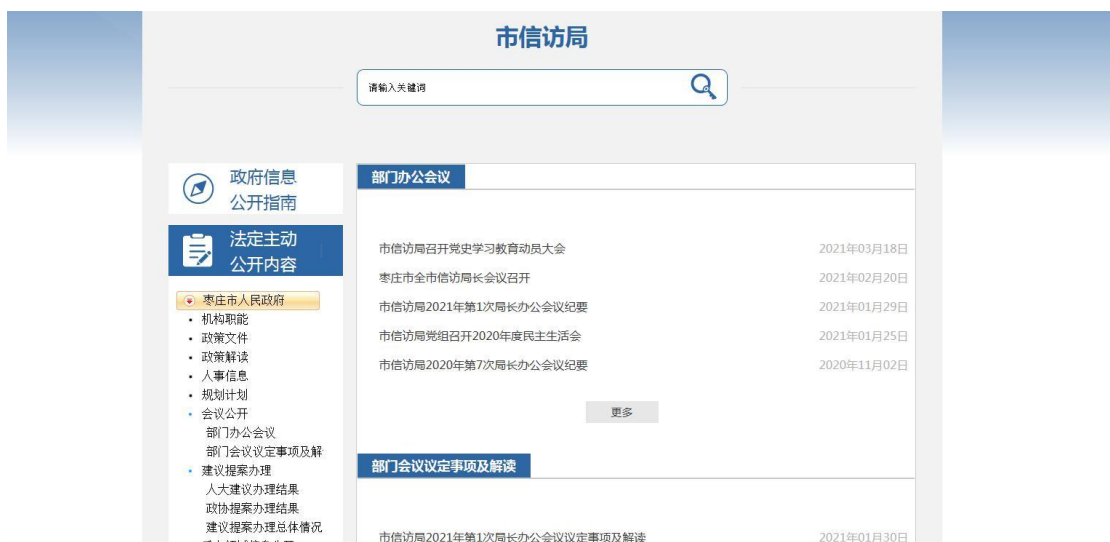 市信访局
请输入关键词
政府信息
公开指南
法定主动
公开内容
枣庄市人民政府
机构职能
政策文件
政策解读
人事信息
规划计划
会议公开
部门办公会议
部门会议议定事项及解
建议提案办理
人大建议办理结果
政协提案办理结果
建议提案办理总体情况
部门办公会议
市信访局召开党史学习教育动员大会 2021年03月18日
枣庄市全市信访局长会议召开 2021年02月20日
市信访局2021年第1次局长办公会议纪要 2021年01月29日
市信访局党组召开2020年度民主生活会 2021年01月25日
市信访局2020年第7次局长办公会议纪要 2020年11月02日
更多
部门会议议定事项及解读
市信访局2021年第1次局长办公会议议定事项及解读 2021年01月30日